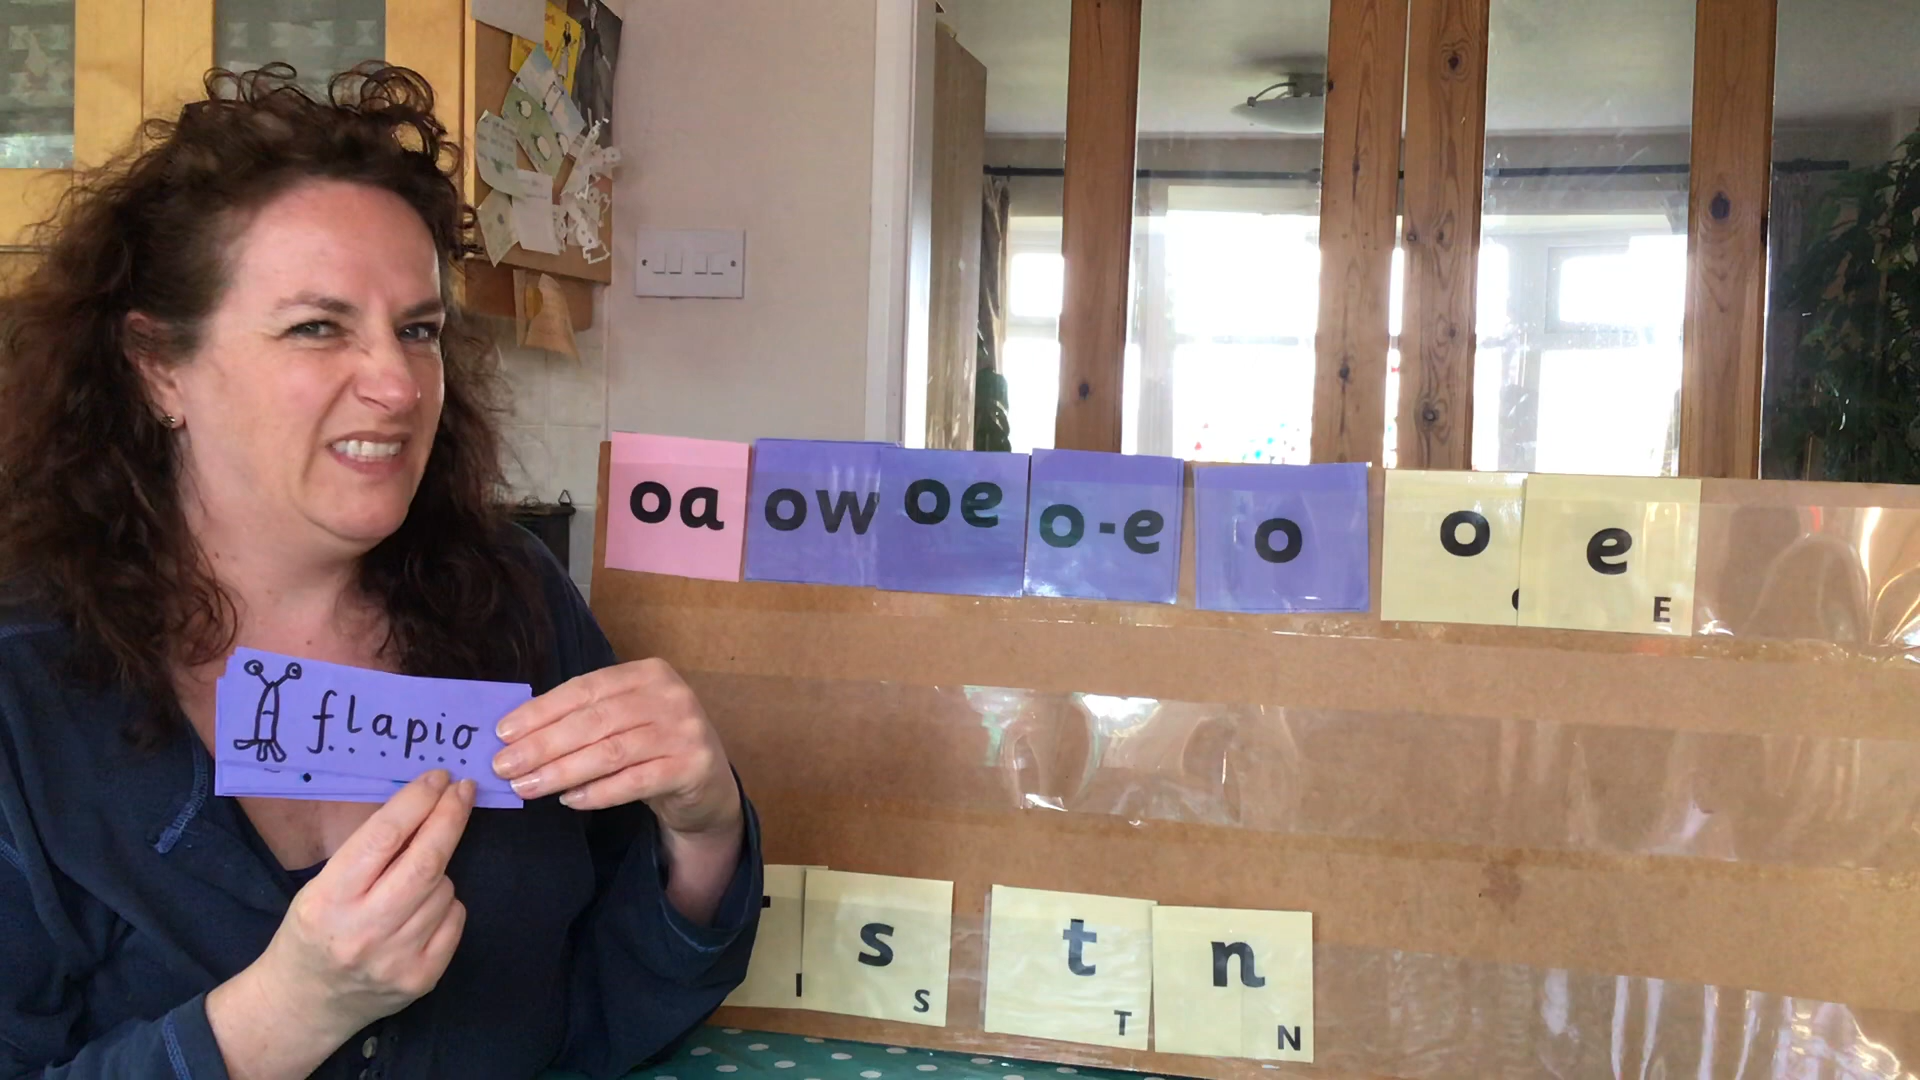 oa ow oe o-e o o e
E
flapio
s t n
I S T N